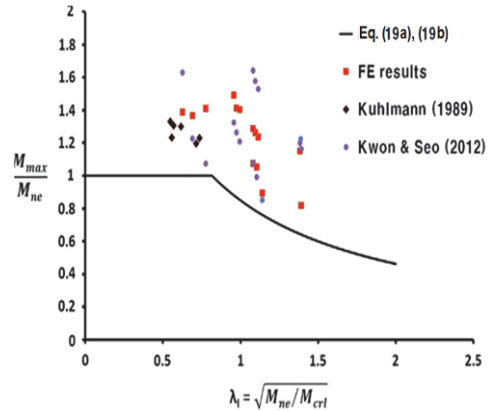 2
1.8
1.6
1.4
1.2
1
0.8
0.6
0.4
0.2
0
M_max / M_ne
0 0.5 1 1.5 2 2.5
λ_l = √M_ne/M_crl
Eq. (19a), (19b)
FE results
Kuhlmann (1989)
Kwon & Seo (2012)